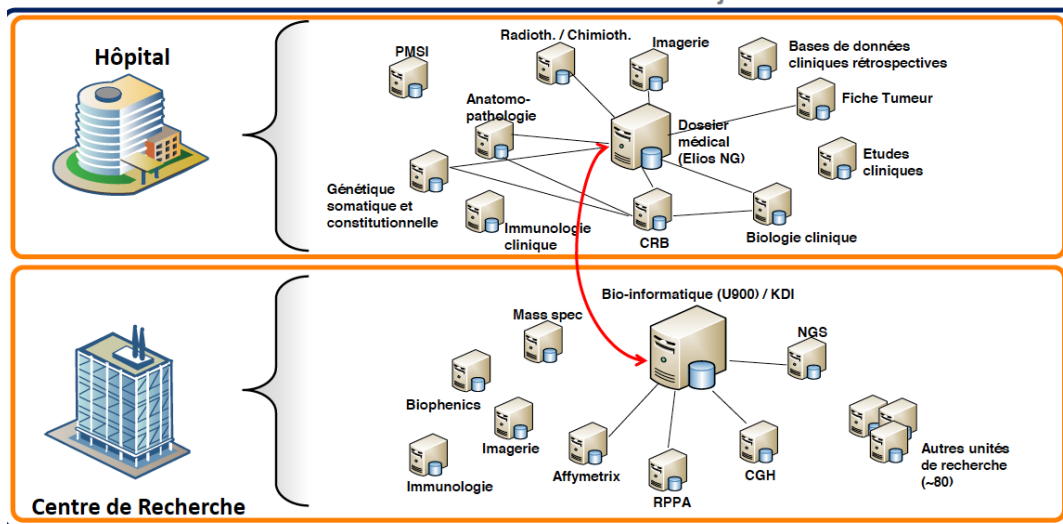 Hôpital
PMSI
Radioth. / Chimioth.
Imagerie
Bases de données
cliniques rétrospectives
Fiche Tumeur
Anatomo-
pathologie
Dossier
médical
(Elios NG)
Etudes
cliniques
Génétique
somatique et
constitutionnelle
Immunologie
clinique
CRB
Biologie clinique
Bio-informatique (U900) / KDI
Mass spec
NGS
Biophenics
Imagerie
Immunologie
Affymetrix
RPPA
CGH
Autres unités
de recherche
(~80)
Centre de Recherche